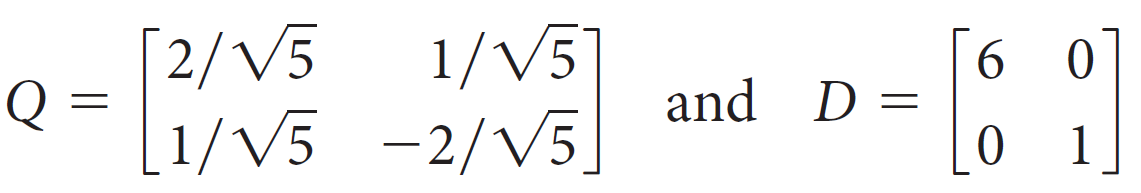 Q = [2/√5 1/√5 1/√5 −2/√5] and D = [6 0 0 1]